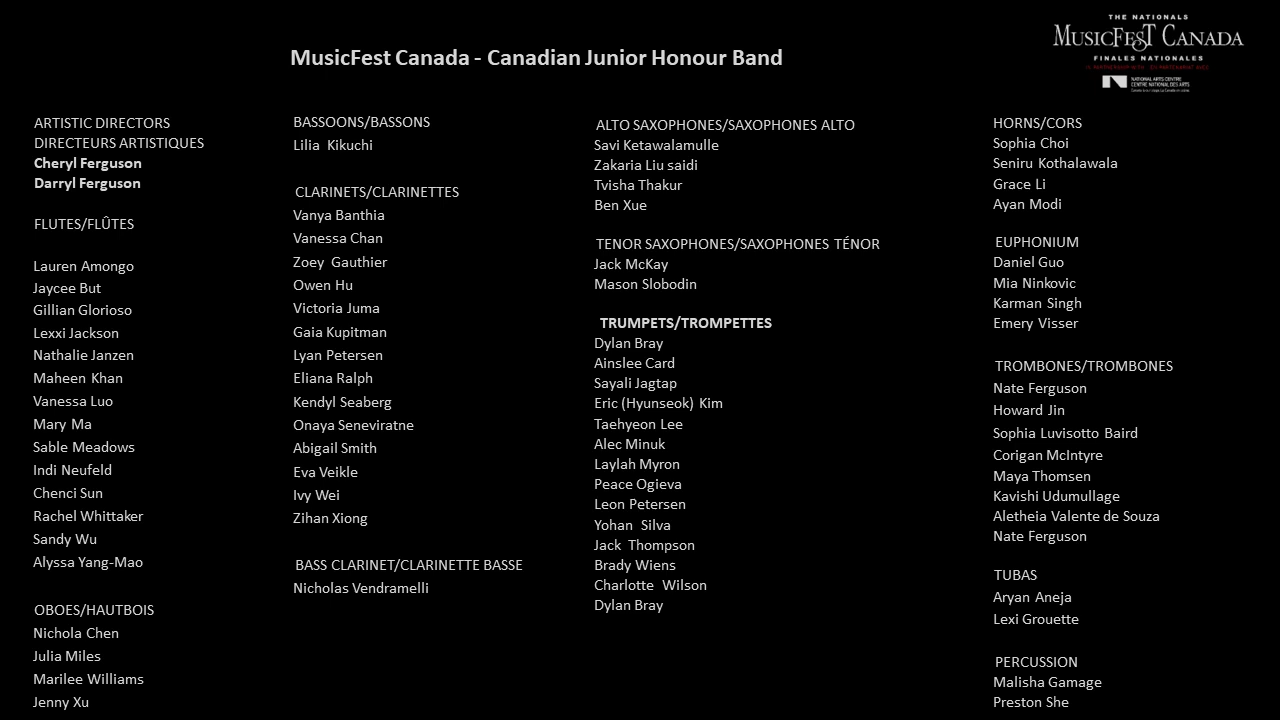 THE NATIONALS
MUSICFEST CANADA
FINALES NATIONALES
NATIONAL ARTS CENTRE
CENTRE NATIONAL DES ARTS
MusicFest Canada - Canadian Junior Honour Band
ARTISTIC DIRECTORS
DIRECTEURS ARTISTIQUES
Cheryl Ferguson
Darryl Ferguson
FLUTES/FLÛTES
Lauren Amongo
Jaycee But
Gillian Glorioso
Lexxi Jackson
Nathalie Janzen
Maheen Khan
Vanessa Luo
Mary Ma
Sable Meadows
Indi Neufeld
Chenci Sun
Rachel Whittaker
Sandy Wu
Alyssa Yang-Mao
OBOES/HAUTBOIS
Nichola Chen
Julia Miles
Marilee Williams
Jenny Xu
BASSOONS/BASSONS
Lilia Kikuchi
CLARINETS/CLARINETTES
Vanya Banthia
Vanessa Chan
Zoey Gauthier
Owen Hu
Victoria Juma
Gaia Kupitman
Lyan Petersen
Eliana Ralph
Kendyl Seaberg
Onaya Seneviratne
Abigail Smith
Eva Veikle
Ivy Wei
Zihan Xiong
BASS CLARINET/CLARINETTE BASSE
Nicholas Vendramelli
ALTO SAXOPHONES/SAXOPHONES ALTO
Savi Ketawalamulle
Zakaria Liu saidi
Tvisha Thakur
Ben Xue
TENOR SAXOPHONES/SAXOPHONES TÉNOR
Jack McKay
Mason Slobodin
TRUMPETS/TROMPETTES
Dylan Bray
Ainslee Card
Sayali Jagtap
Eric (Hyunseok) Kim
Taehyeon Lee
Alec Minuk
Laylah Myron
Peace Ogieva
Leon Petersen
Yohan Silva
Jack Thompson
Brady Wiens
Charlotte Wilson
Dylan Bray
HORNS/CORS
Sophia Choi
Seniru Kothalawala
Grace Li
Ayan Modi
EUPHONIUM
Daniel Guo
Mia Ninkovic
Karman Singh
Emery Visser
TROMBONES/TROMBONES
Nate Ferguson
Howard Jin
Sophia Luvisotto Baird
Corigan McIntyre
Maya Thomsen
Kavishi Udumullage
Aletheia Valente de Souza
Nate Ferguson
TUBAS
Aryan Aneja
Lexi Grouette
PERCUSSION
Malisha Gamage
Preston She